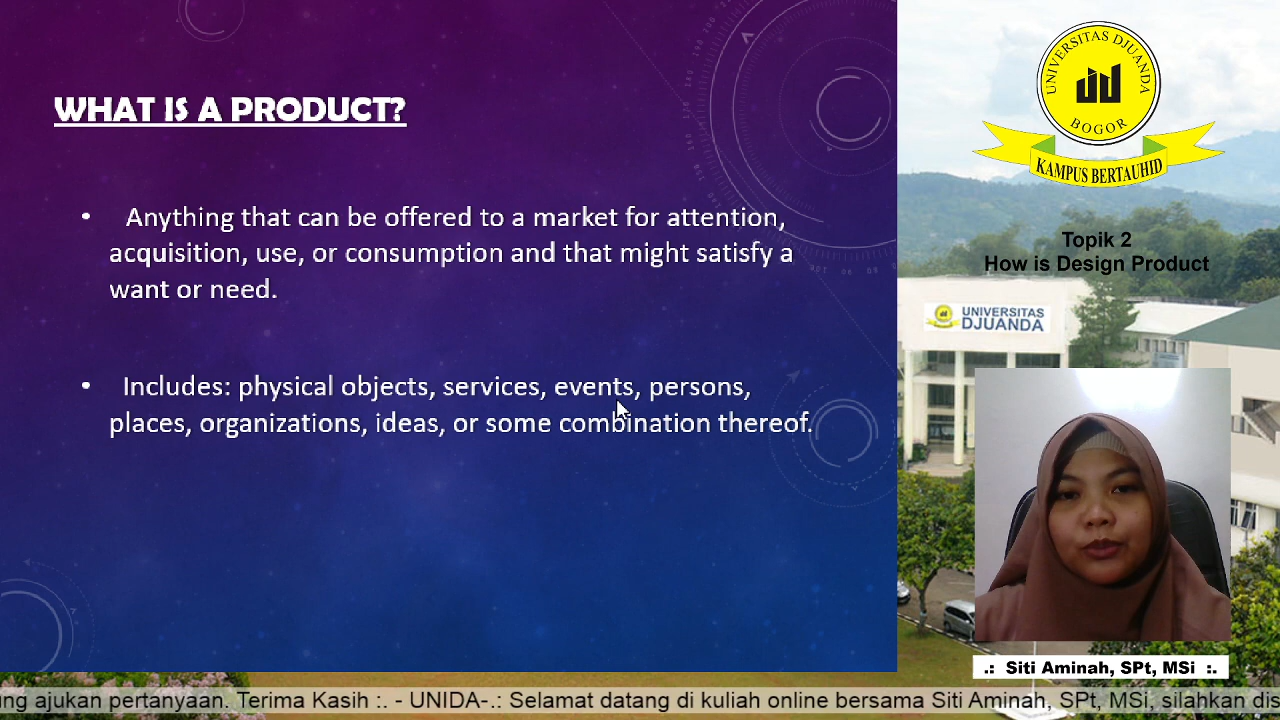 WHAT IS A PRODUCT?
• Anything that can be offered to a market for attention,
acquisition, use, or consumption and that might satisfy a
want or need.
• Includes: physical objects, services, events, persons,
places, organizations, ideas, or some combination thereof.
UNIVERSITAS DJUANDA
BOGOR
KAMPUS BERTAUHID
Topik 2
How is Design Product
UNIVERSITAS
DJUANDA
.: Siti Aminah, SPt, MSi :.
ajukan pertanyaan. Terima Kasih :. - UNIDA-.: Selamat datang di kuliah online bersama Siti Aminah, SPt, MSi, silahkan